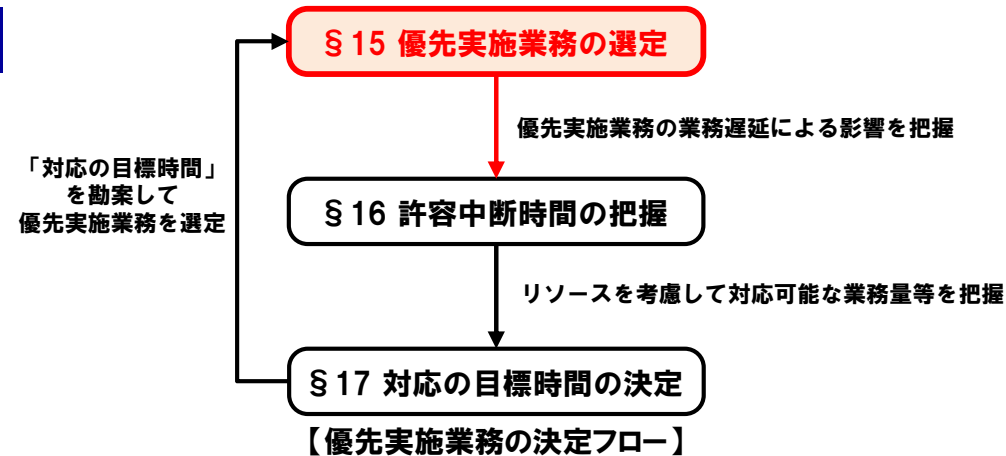 §15 優先実施業務の選定
優先実施業務の業務遅延による影響を把握
「対応の目標時間」
を勘案して
優先実施業務を選定
§16 許容中断時間の把握
リソースを考慮して対応可能な業務量等を把握
§17 対応の目標時間の決定
【優先実施業務の決定フロー】